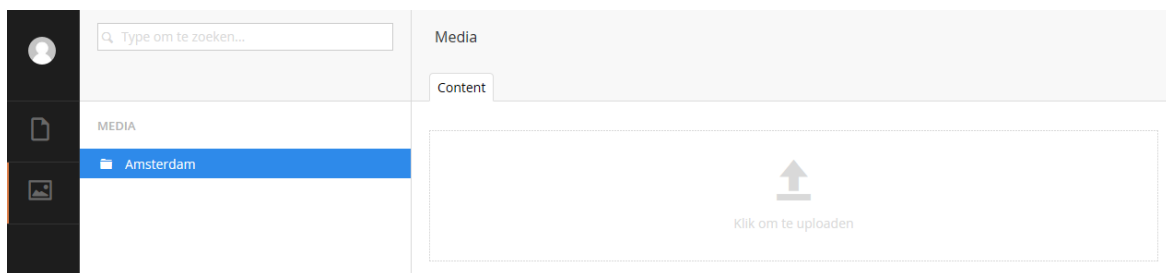 Type om te zoeken...
Media
Content
MEDIA
Amsterdam
Klik om te uploaden